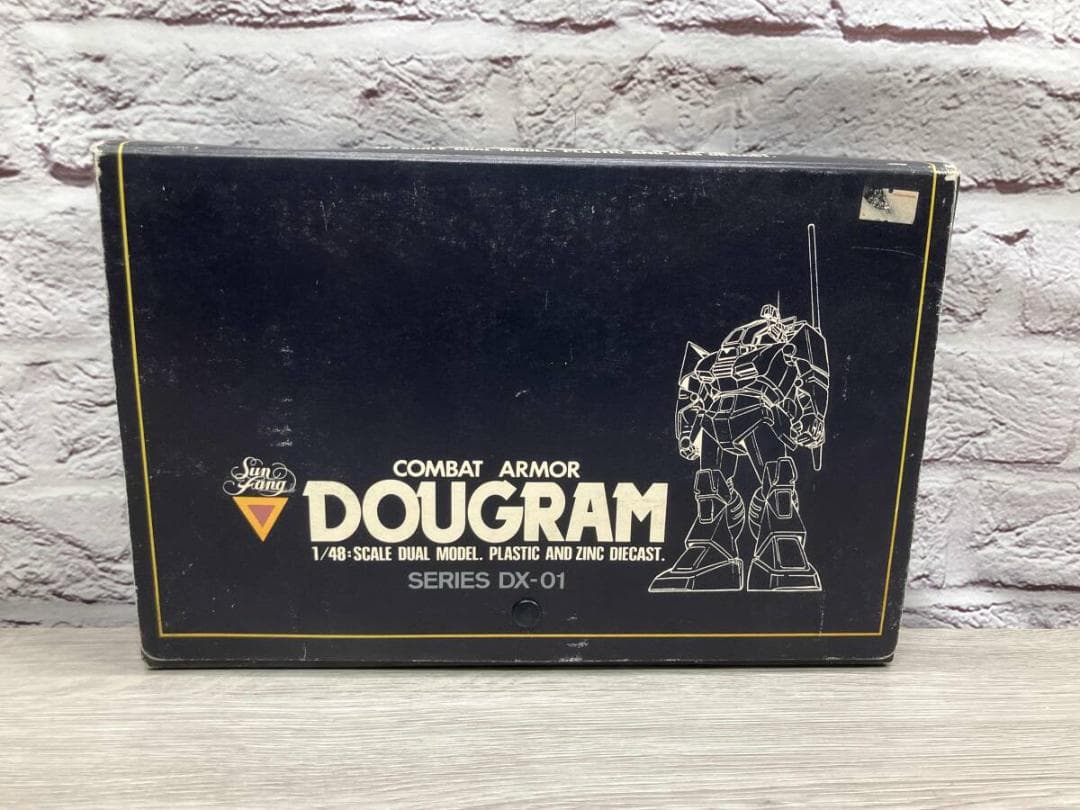 Sun
Fang
COMBAT ARMOR
DOUGRAM
1/48:SCALE DUAL MODEL. PLASTIC AND ZINC DIECAST.
SERIES DX-01